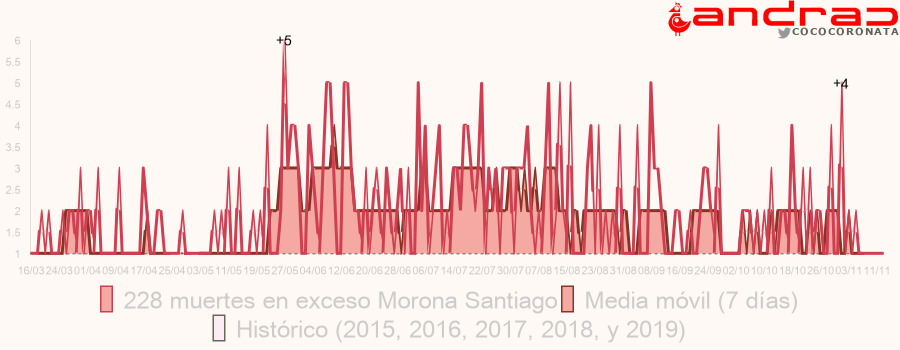 andrac
COCOCORONATA
+5
+4
6
5.5
5
4.5
4
3.5
3
2.5
2
1.5
1
16/03 24/03 01/04 09/04 17/04 25/04 03/05 11/05 19/05 27/05 04/06 12/06 20/06 28/06 06/07 14/07 22/07 30/07 07/08 15/08 23/08 31/08 08/09 16/09 24/09 02/10 10/10 18/10 26/10 03/11 11/11
228 muertes en exceso Morona Santiago Media móvil (7 días)
Histórico (2015, 2016, 2017, 2018, y 2019)